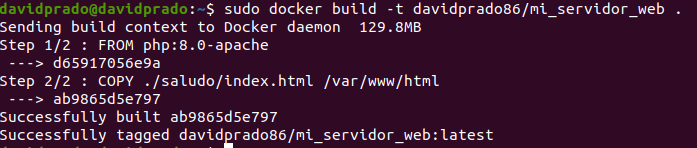 davidprado@davidprado:~$ sudo docker build -t davidprado86/mi_servidor_web .
Sending build context to Docker daemon  129.8MB
Step 1/2 : FROM php:8.0-apache
 ---> d65917056e9a
Step 2/2 : COPY ./saludo/index.html /var/www/html
 ---> ab9865d5e797
Successfully built ab9865d5e797
Successfully tagged davidprado86/mi_servidor_web:latest